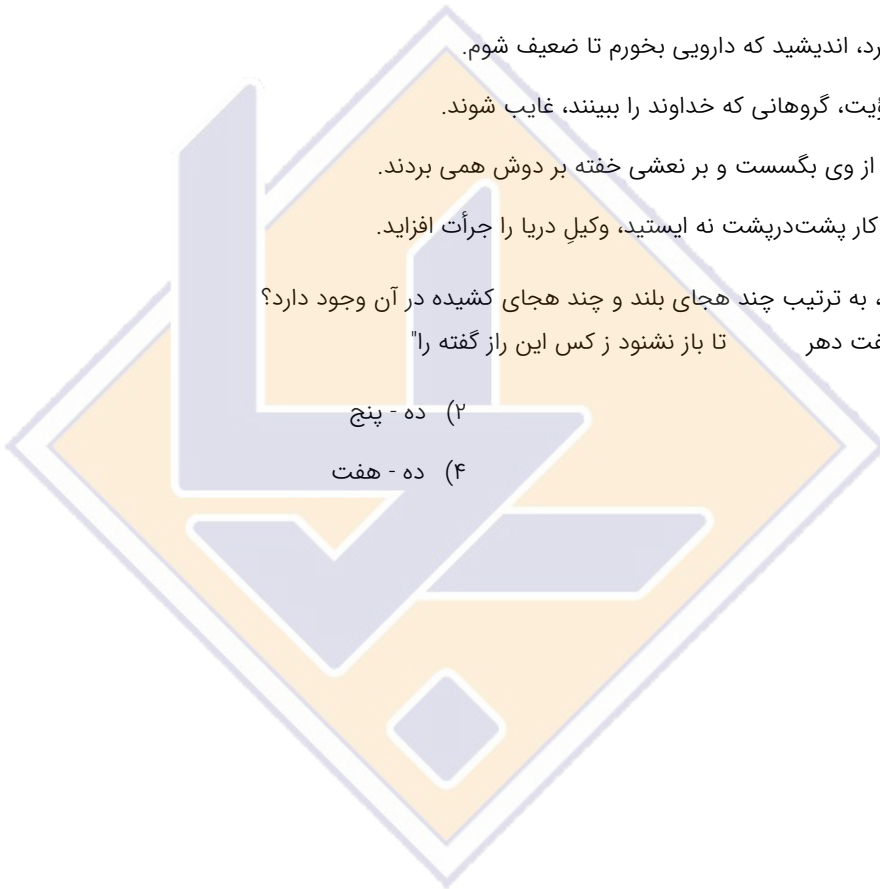 رد، اندیشید که دارویی بخورم تا ضعیف شوم.
ؤیت، گروهانی که خداوند را ببینند، غایب شوند.
از وی بگسست و بر نعشی خفته بر دوش همی بردند.
کار پشت‌درپشت نه ایستید، وکیلِ دریا را جرأت افزاید.
، به ترتیب چند هجای بلند و چند هجای کشیده در آن وجود دارد؟
فت دهر تا باز نشنود ز کس این راز گفته را"
۲) ده - پنج
۴) ده - هفت